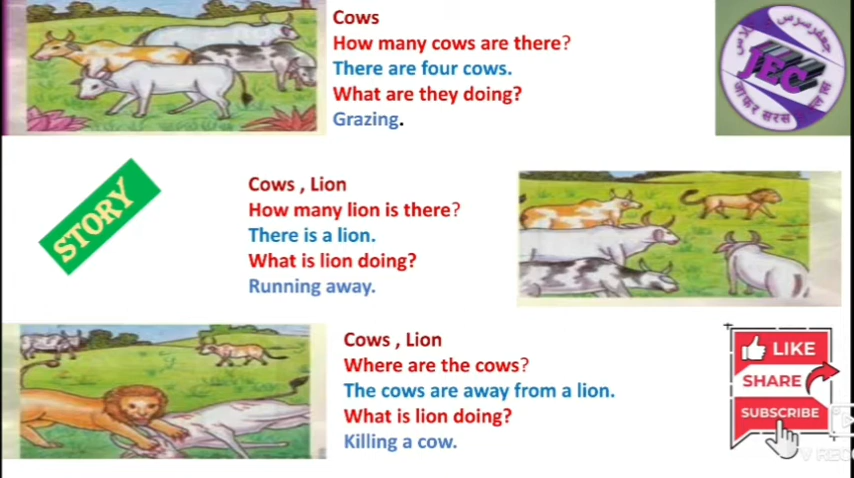 Cows
How many cows are there?
There are four cows.
What are they doing?
Grazing.
JEC
STORY
Cows , Lion
How many lion is there?
There is a lion.
What is lion doing?
Running away.
Cows , Lion
Where are the cows?
The cows are away from a lion.
What is lion doing?
Killing a cow.
LIKE
SHARE
SUBSCRIBE